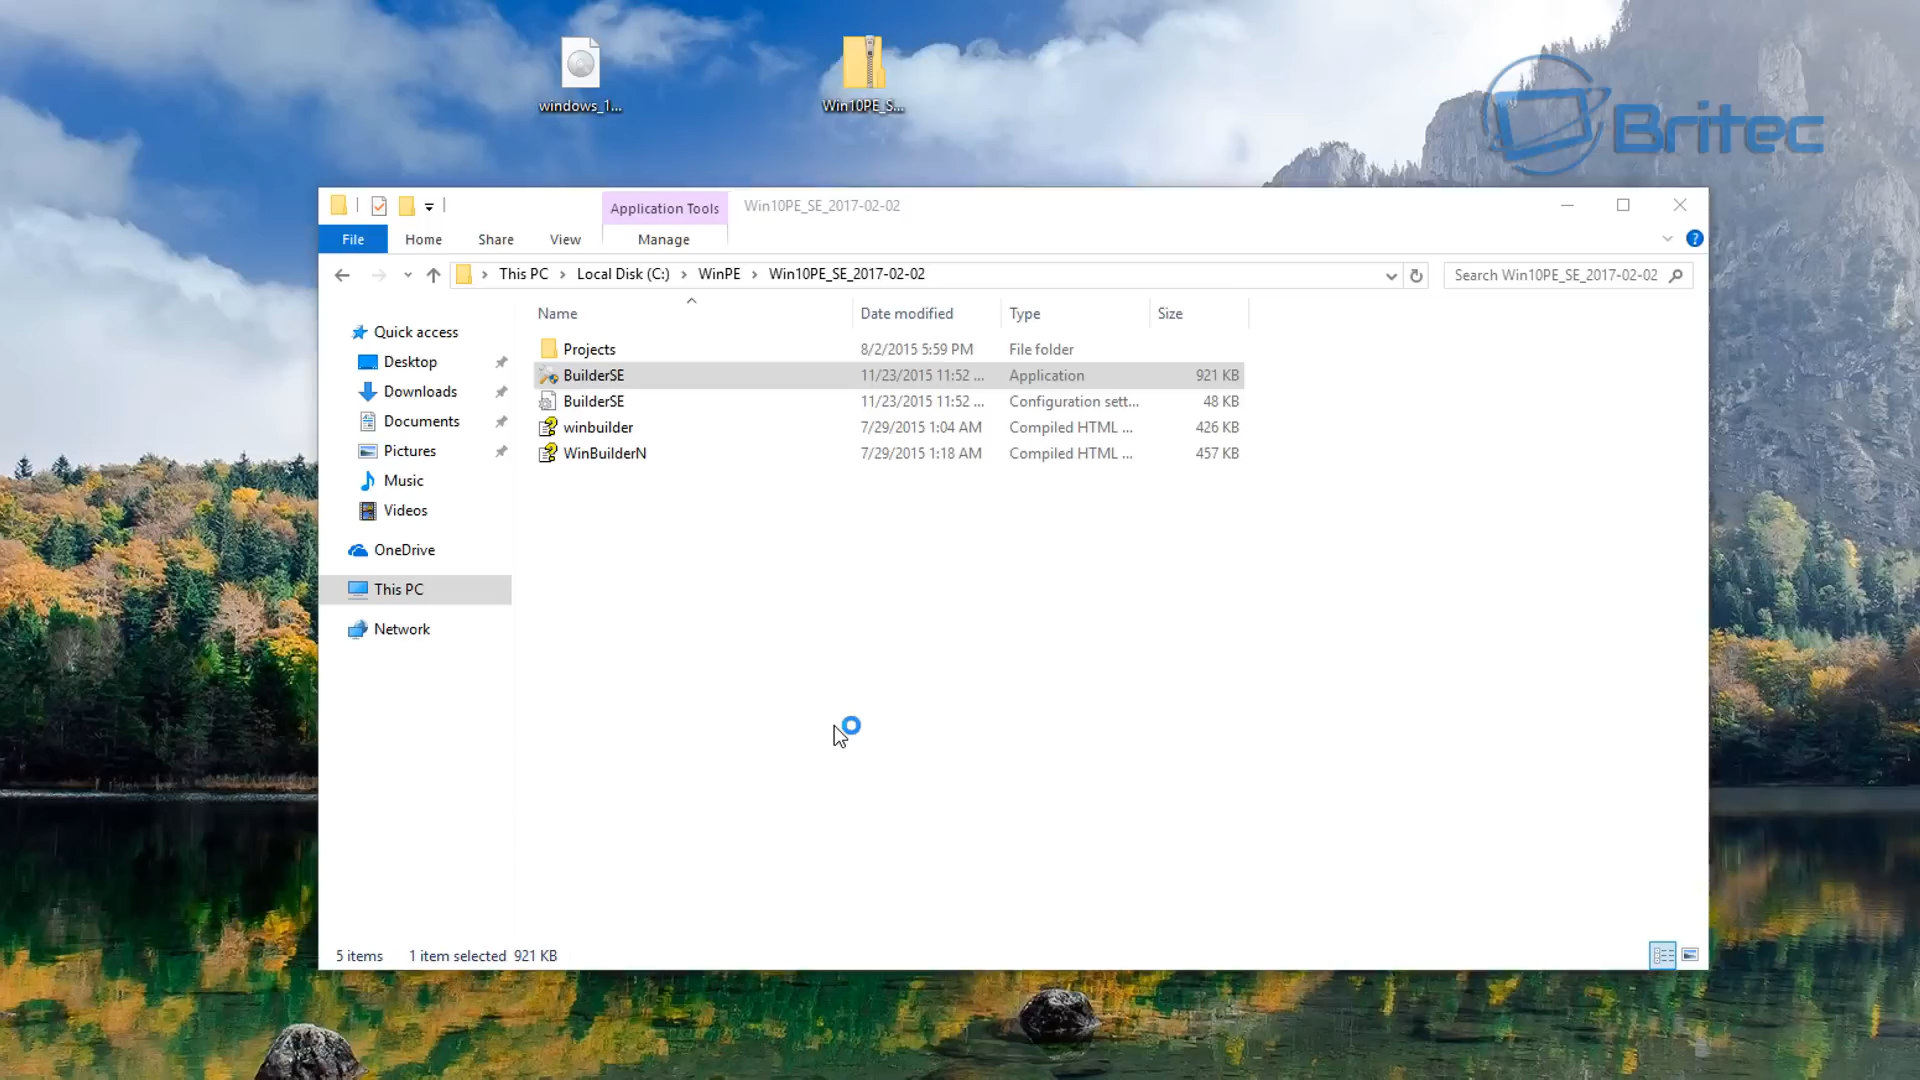 windows_1...
Win10PE_S...
Britec
Application Tools
Win10PE_SE_2017-02-02
File
Home
Share
View
Manage
This PC
Local Disk (C:)
WinPE
Win10PE_SE_2017-02-02
Search Win10PE_SE_2017-02-02
Name
Date modified
Type
Size
Quick access
Desktop
Downloads
Documents
Pictures
Music
Videos
OneDrive
This PC
Network
Projects 8/2/2015 5:59 PM File folder
BuilderSE 11/23/2015 11:52 ... Application 921 KB
BuilderSE 11/23/2015 11:52 ... Configuration sett... 48 KB
winbuilder 7/29/2015 1:04 AM Compiled HTML ... 426 KB
WinBuilderN 7/29/2015 1:18 AM Compiled HTML ... 457 KB
5 items 1 item selected 921 KB